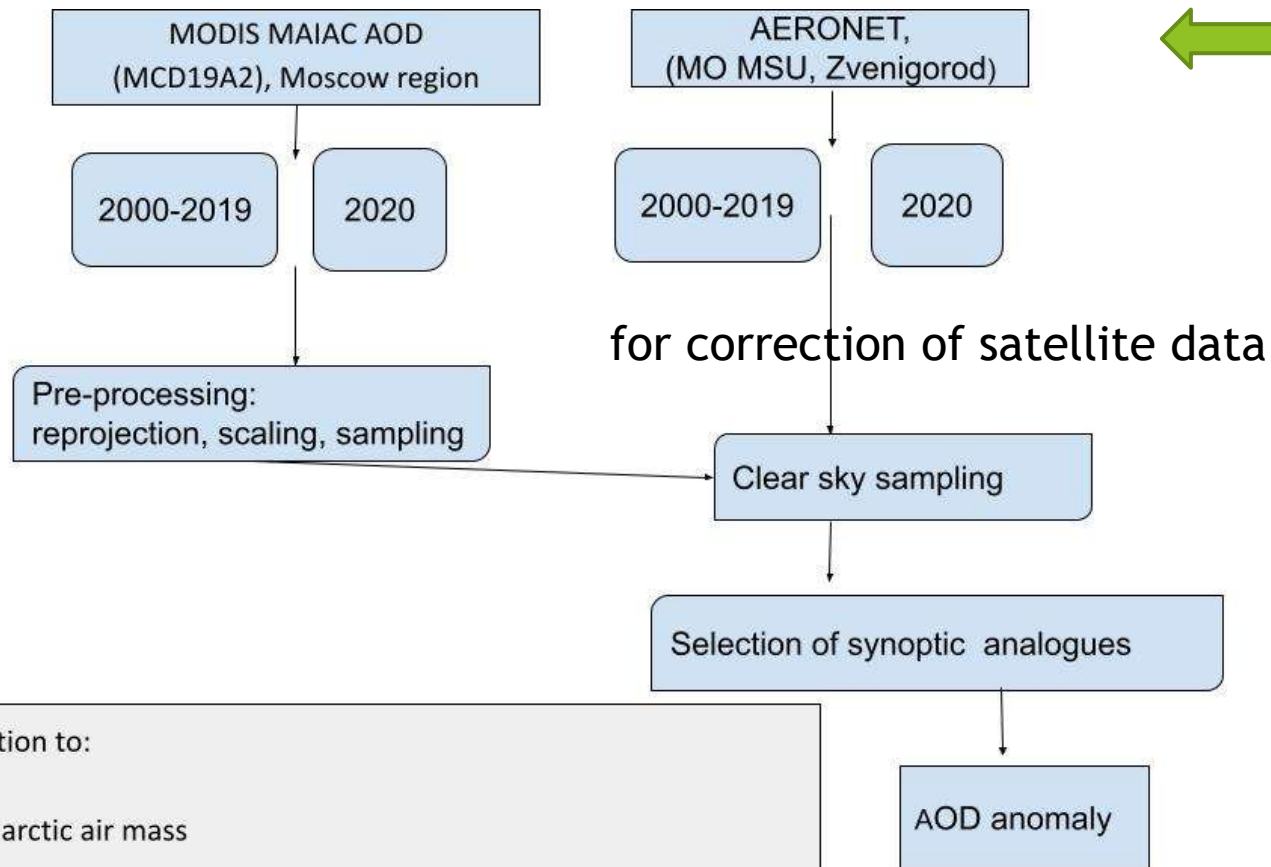 MODIS MAIAC AOD
(MCD19A2), Moscow region
AERONET,
(MO MSU, Zvenigorod)
2000-2019
2020
2000-2019
2020
for correction of satellite data
Pre-processing:
reprojection, scaling, sampling
Clear sky sampling
Selection of synoptic analogues
tion to:
arctic air mass
AOD anomaly